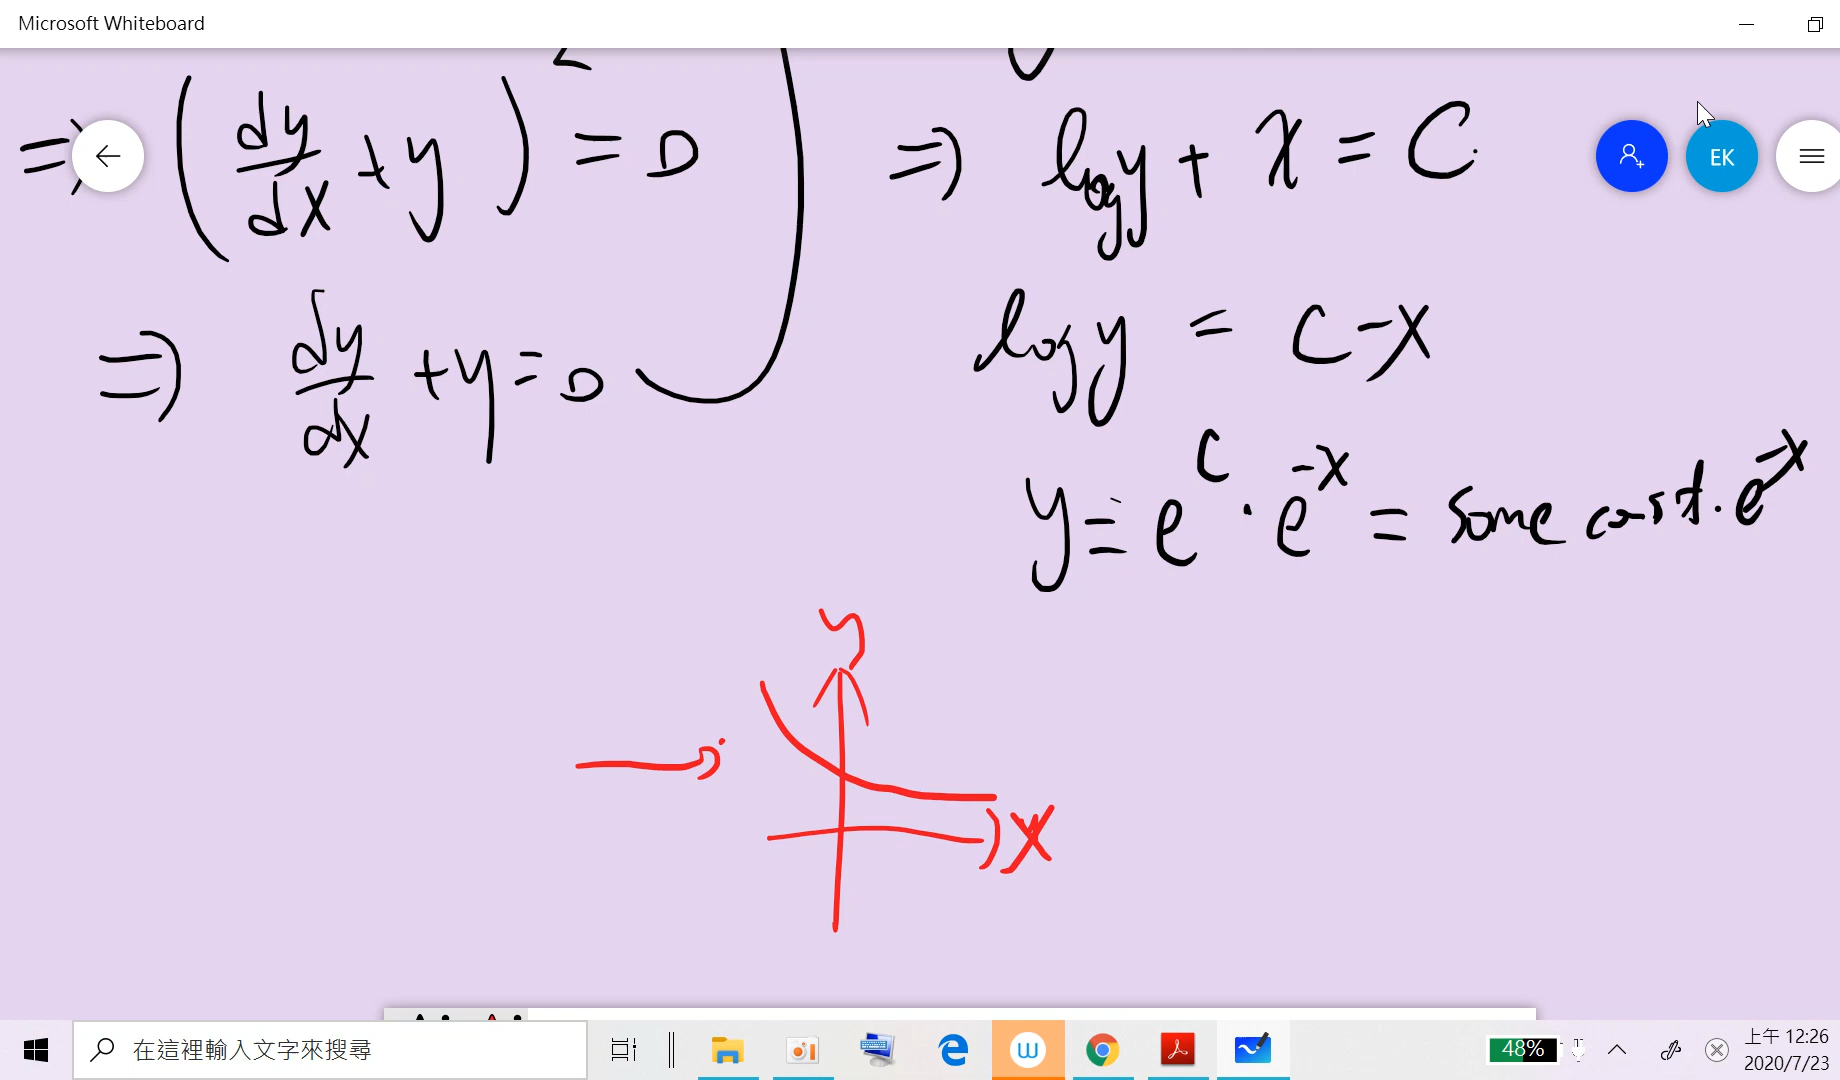 Microsoft Whiteboard
⇒ (dy/dx + y)² = 0
⇒ dy/dx + y = 0
⇒ log y + x = C.
log y = C - x
y = e^C · e^-x = some const. e^-x
y
x
EK
在這裡輸入文字來搜尋
48%
上午 12:26
2020/7/23